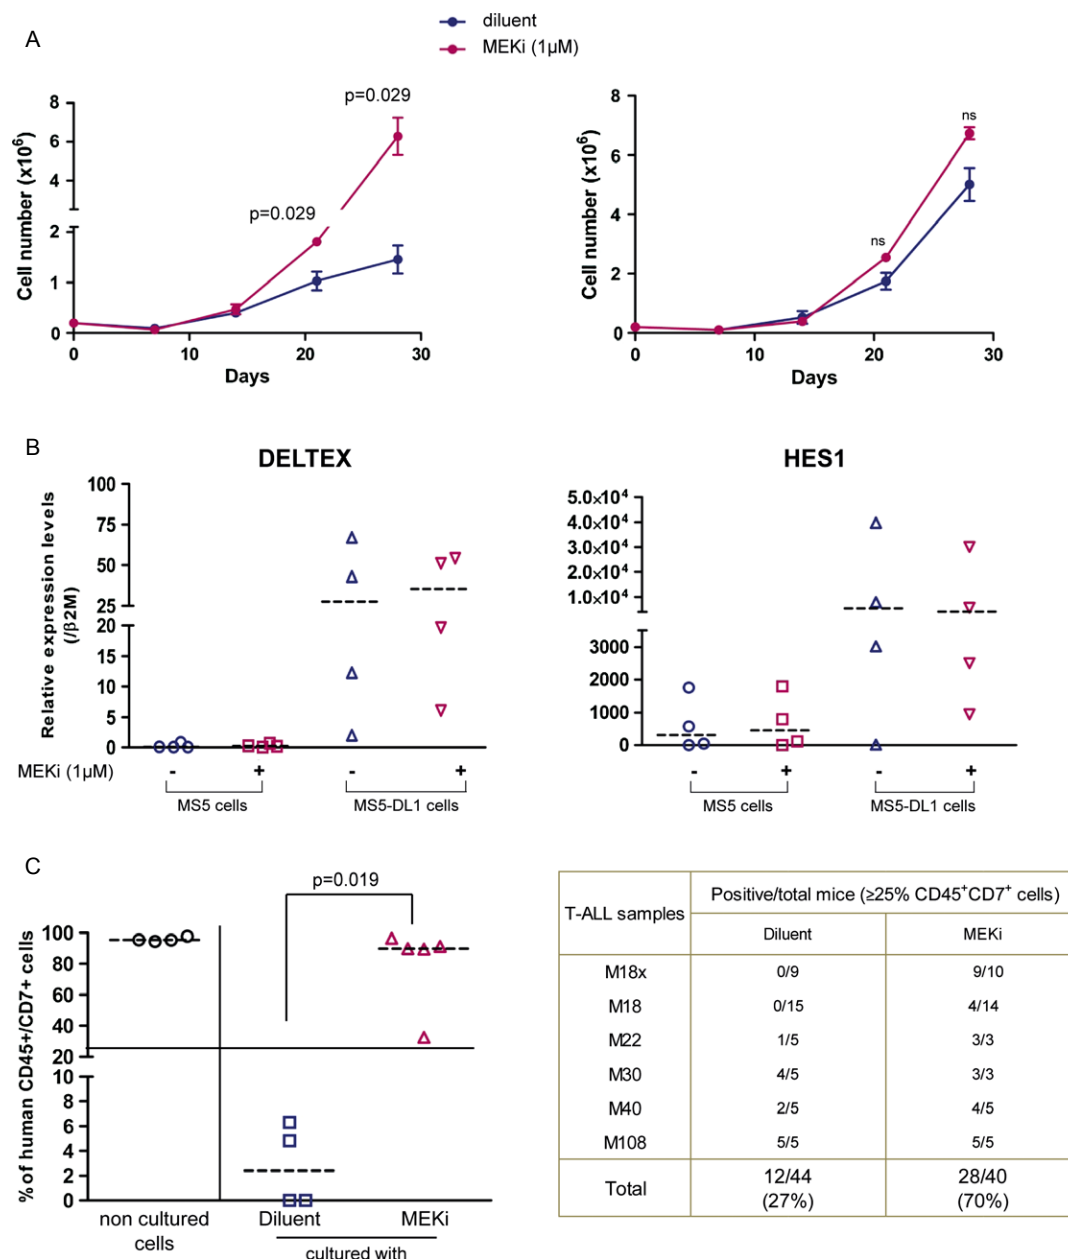 A
diluent
MEKi (1µM)
p=0.029
p=0.029
8
6
4
2
1
0
Cell number (x10⁶)
0 10 20 30
Days
ns
ns
8
6
4
2
0
Cell number (x10⁶)
0 10 20 30
Days
B
DELTEX
100
75
50
25
20
15
10
5
0
Relative expression levels
(/β2M)
MEKi (1µM) - + - +
MS5 cells MS5-DL1 cells
HES1
5.0×10⁴
4.0×10⁴
3.0×10⁴
2.0×10⁴
1.0×10⁴
3000
2000
1000
0
- + - +
MS5 cells MS5-DL1 cells
C
p=0.019
100
80
60
40
20
10
8
6
4
2
0
% of human CD45+/CD7+ cells
non cultured
cells
Diluent MEKi
cultured with
T-ALL samples Positive/total mice (≥25% CD45⁺CD7⁺ cells)
Diluent MEKi
M18x 0/9 9/10
M18 0/15 4/14
M22 1/5 3/3
M30 4/5 3/3
M40 2/5 4/5
M108 5/5 5/5
Total 12/44 28/40
(27%) (70%)